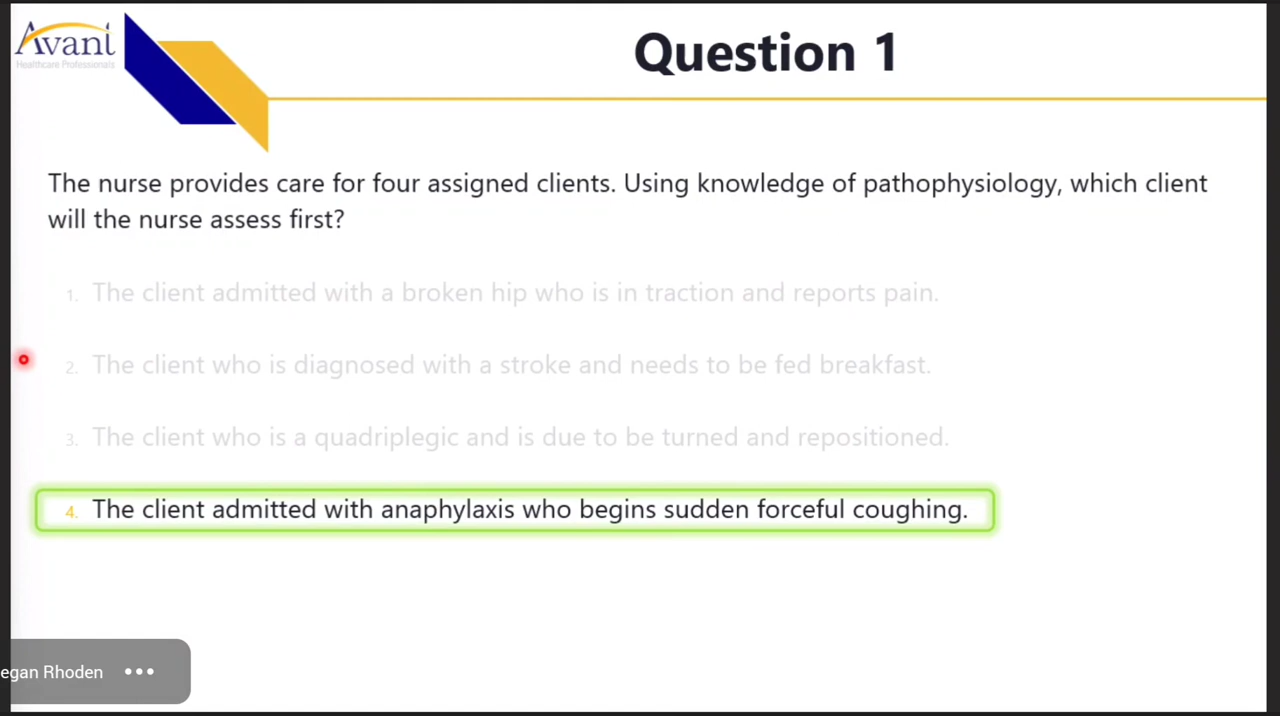 Avant
Healthcare Professionals
Question 1
The nurse provides care for four assigned clients. Using knowledge of pathophysiology, which client
will the nurse assess first?
1. The client admitted with a broken hip who is in traction and reports pain.
2. The client who is diagnosed with a stroke and needs to be fed breakfast.
3. The client who is a quadriplegic and is due to be turned and repositioned.
4. The client admitted with anaphylaxis who begins sudden forceful coughing.
egan Rhoden •••